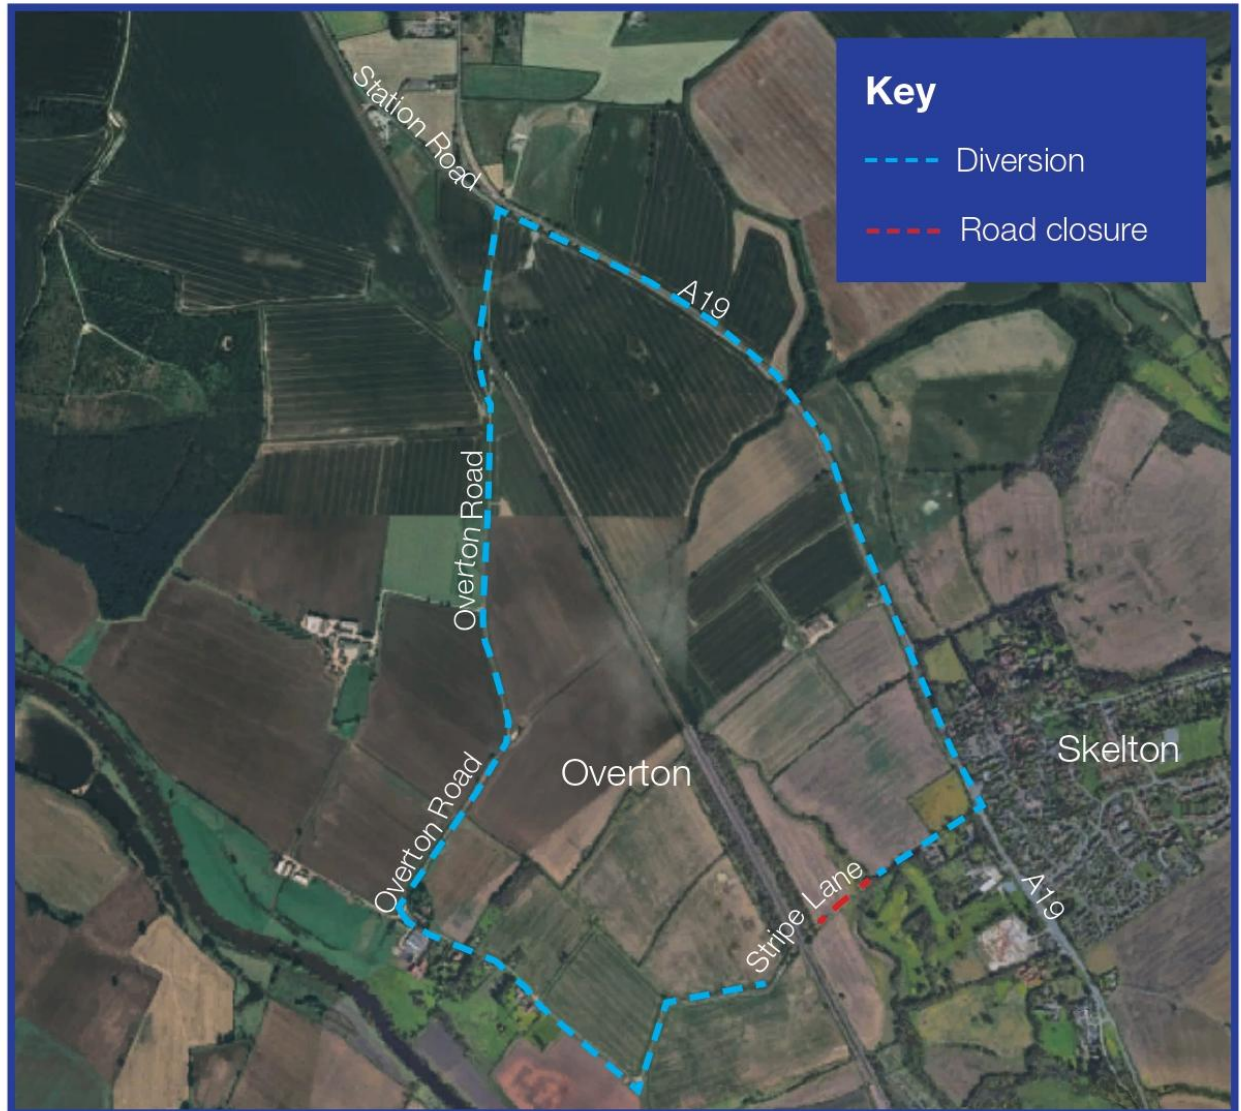 Key
Diversion
Road closure
Station Road
A19
Overton Road
Overton Road
Overton
Skelton
Stripe Lane
A19